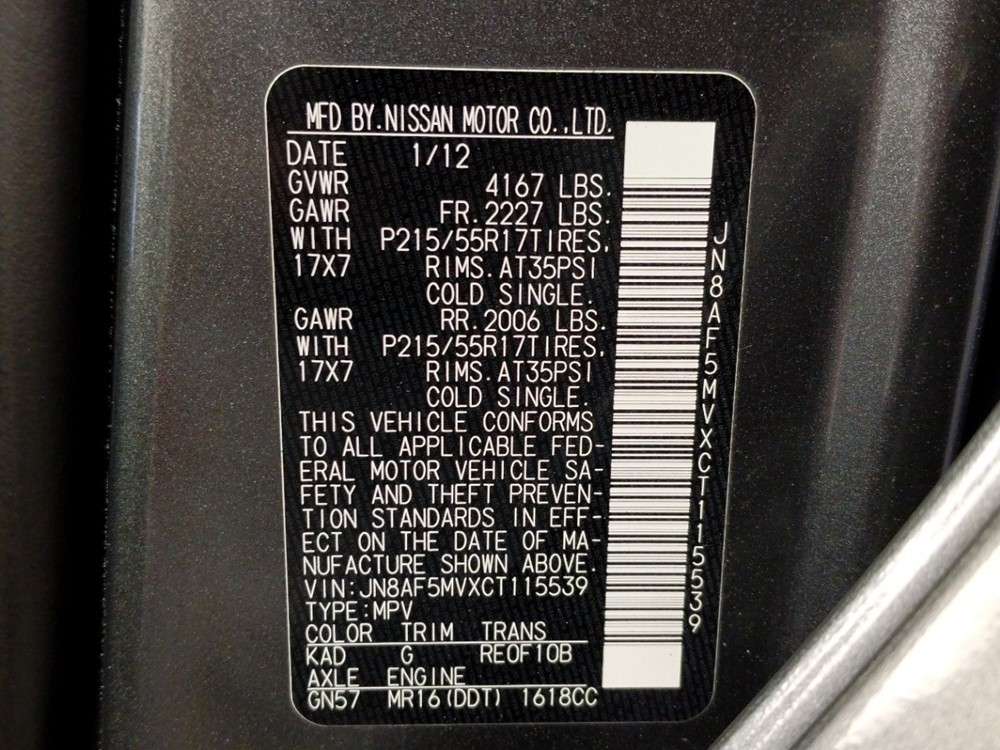 MFD BY.NISSAN MOTOR CO.,LTD.
DATE 1/12
GVWR 4167 LBS.
GAWR FR.2227 LBS.
WITH P215/55R17TIRES,
17X7 RIMS.AT35PSI
COLD SINGLE.
GAWR RR.2006 LBS.
WITH P215/55R17TIRES,
17X7 RIMS.AT35PSI
COLD SINGLE.
THIS VEHICLE CONFORMS
TO ALL APPLICABLE FED-
ERAL MOTOR VEHICLE SA-
FETY AND THEFT PREVEN-
TION STANDARDS IN EFF-
ECT ON THE DATE OF MA-
NUFACTURE SHOWN ABOVE.
VIN:JN8AF5MVXCT115539
TYPE:MPV
COLOR TRIM TRANS
KAD G RE0F10B
AXLE ENGINE
GN57 MR16(DDT) 1618CC
JN8AF5MVXCT115539